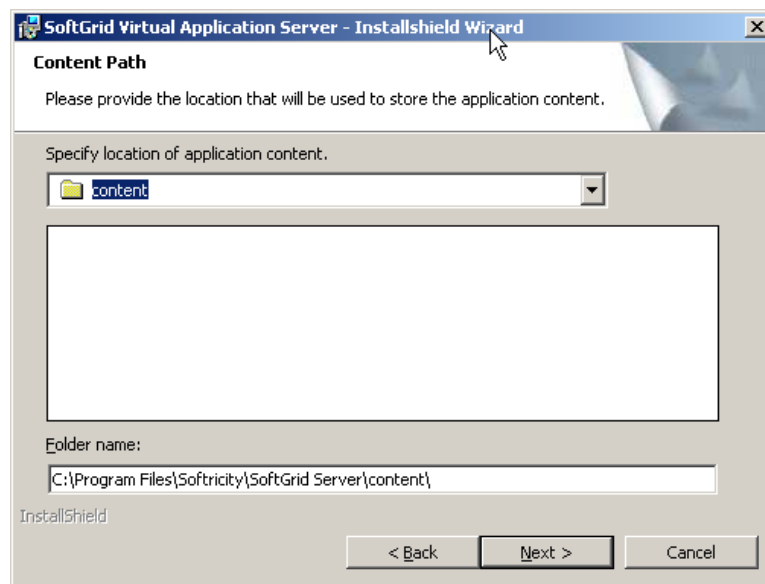 SoftGrid Virtual Application Server - Installshield Wizard
Content Path
Please provide the location that will be used to store the application content.
Specify location of application content.
content
Folder name:
C:\Program Files\Softricity\SoftGrid Server\content\
InstallShield
< Back
Next >
Cancel